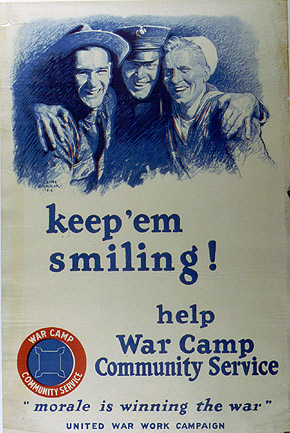 keep 'em
smiling!
help
War Camp
Community Service
WAR CAMP
COMMUNITY SERVICE
"morale is winning the war"
UNITED WAR WORK CAMPAIGN